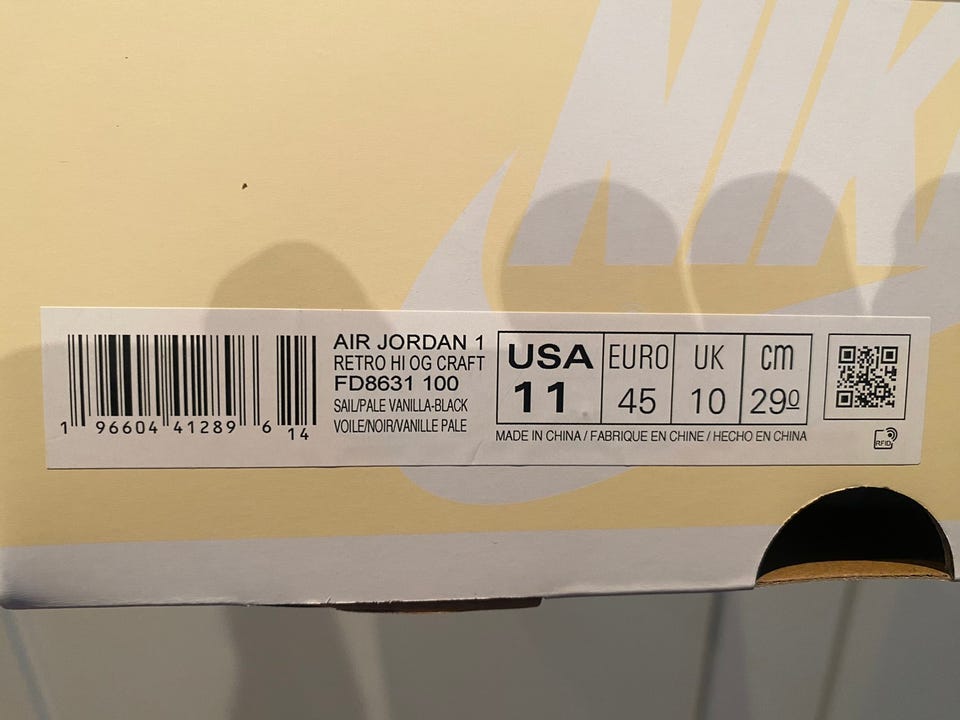 NIK
AIR JORDAN 1
RETRO HI OG CRAFT
FD8631 100
SAIL/PALE VANILLA-BLACK
VOILE/NOIR/VANILLE PALE
1 96604 41289 6 14
USA EURO UK cm
11 45 10 29º
MADE IN CHINA / FABRIQUE EN CHINE / HECHO EN CHINA
RFID